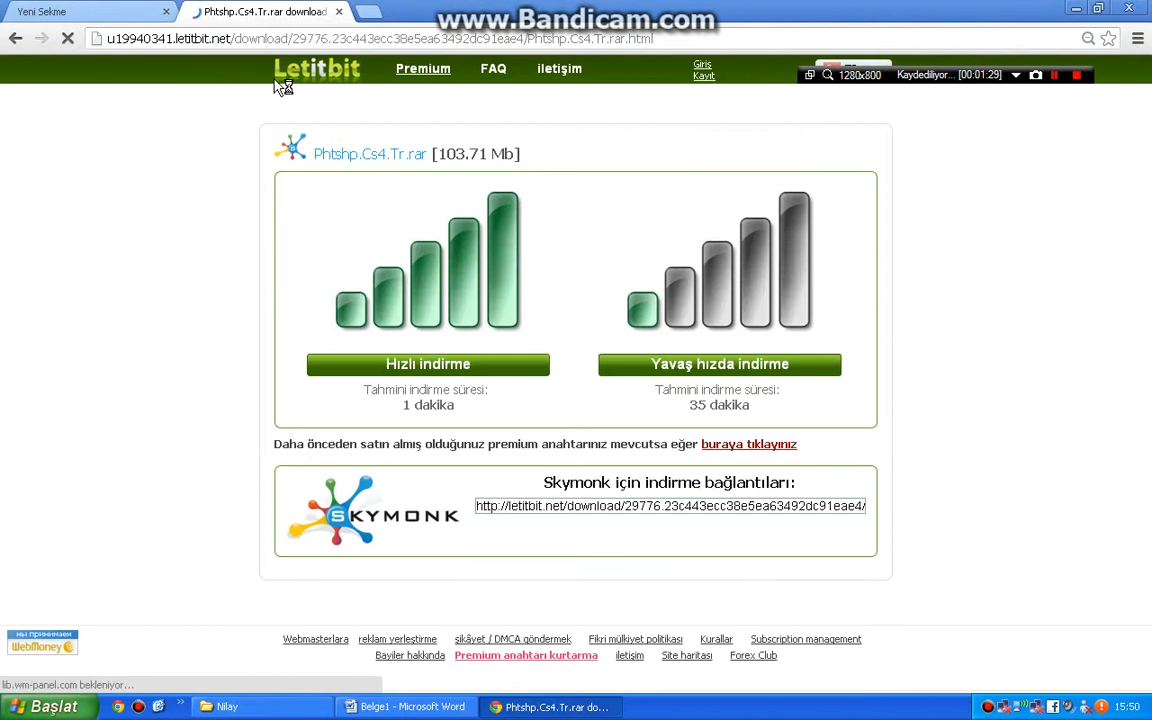 Yeni Sekme
Phtshp.Cs4.Tr.rar download
www.Bandicam.com
u19940341.letitbit.net/download/29776.23c443ecc38e5ea63492dc91eae4/Phtshp.Cs4.Tr.rar.html
Letitbit
Premium
FAQ
iletişim
Giris
Kayıt
1280x800
Kaydediliyor... [00:01:29]
Phtshp.Cs4.Tr.rar [103.71 Mb]
Hızlı indirme
Yavaş hızda indirme
Tahmini indirme süresi:
1 dakika
Tahmini indirme süresi:
35 dakika
Daha önceden satın almış olduğunuz premium anahtarınız mevcutsa eğer buraya tıklayınız
SKYMONK
Skymonk için indirme bağlantıları:
http://letitbit.net/download/29776.23c443ecc38e5ea63492dc91eae4/
мы принимаем
WebMoney
Webmasterlara
reklam verleştirme
şikâyet / DMCA göndermek
Fikri mülkiyet politikası
Kurallar
Subscription management
Bayiler hakkında
Premium anahtarı kurtarma
iletişim
Site haritası
Forex Club
lib.wm-panel.com bekleniyor...
Başlat
Nilay
Belge1 - Microsoft Word
Phtshp.Cs4.Tr.rar do...
15:50